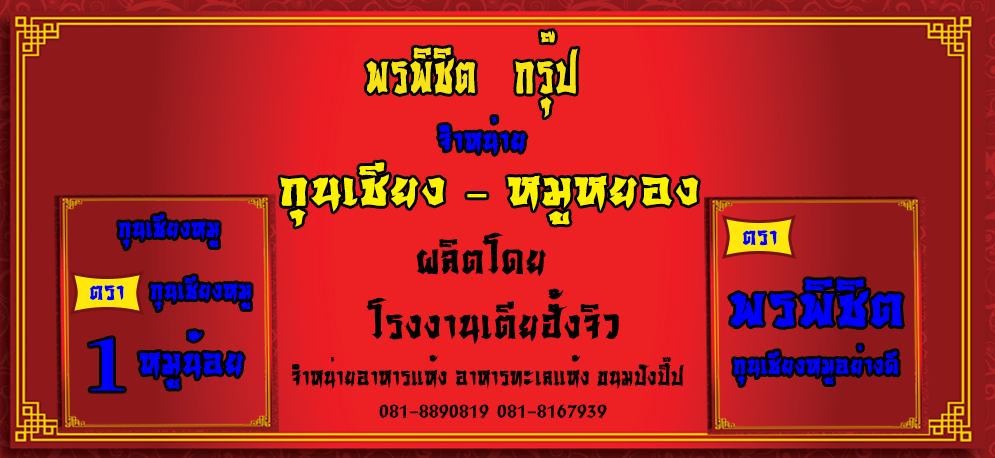 พรพิชิต กรุ๊ป
จำหน่าย
กุนเชียง - หมูหยอง
ผลิตโดย
โรงงานเตียฮั้งจิว
จำหน่ายอาหารแห้ง อาหารทะเลแห้ง ขนมปังปี๊ป
081-8890819 081-8167939
กุนเชียงหมู
ตรา กุนเชียงหมู
1 หมูน้อย
ตรา
พรพิชิต
กุนเชียงหมูอย่างดี